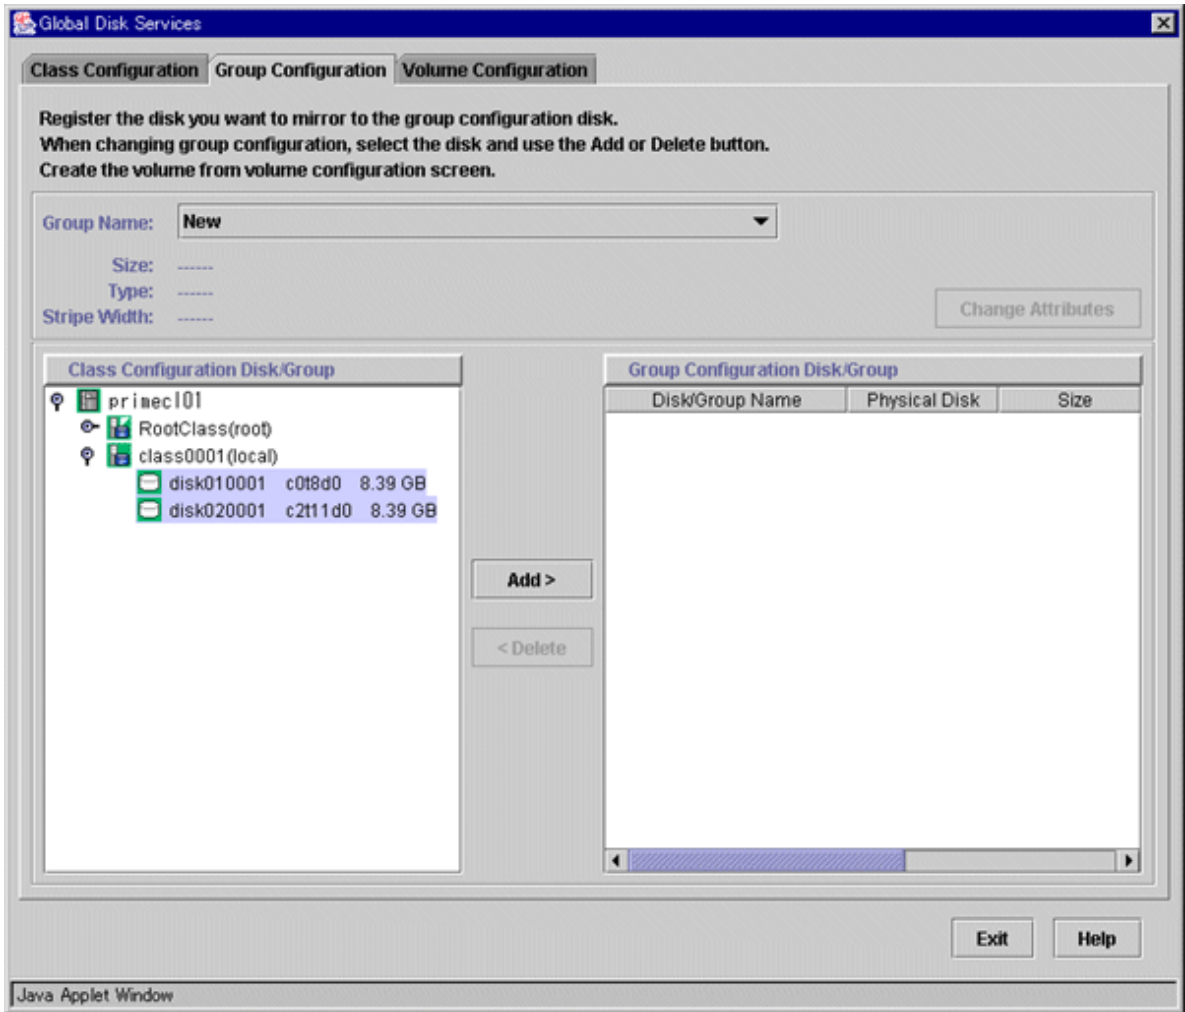 Global Disk Services
Class Configuration Group Configuration Volume Configuration
Register the disk you want to mirror to the group configuration disk.
When changing group configuration, select the disk and use the Add or Delete button.
Create the volume from volume configuration screen.
Group Name: New
Size: ------
Type: ------
Stripe Width: ------
Change Attributes
Class Configuration Disk/Group
primecl01
RootClass(root)
class0001(local)
disk010001 c0t8d0 8.39 GB
disk020001 c2t11d0 8.39 GB
Add >
< Delete
Group Configuration Disk/Group
Disk/Group Name Physical Disk Size
Exit Help
Java Applet Window